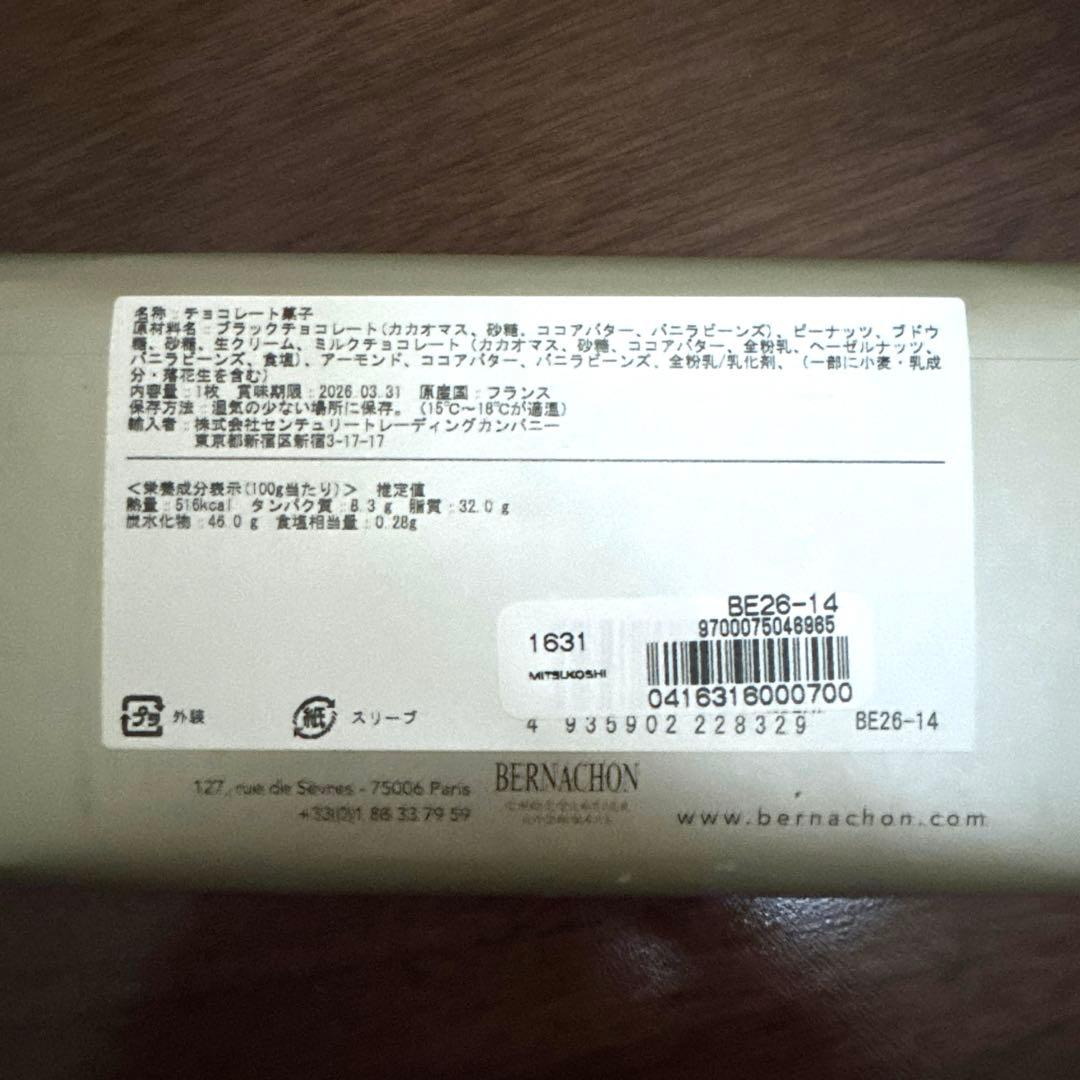 名称：チョコレート菓子
原材料名：ブラックチョコレート(カカオマス、砂糖、ココアバター、バニラビーンズ)、ピーナッツ、ブドウ
糖、砂糖、生クリーム、ミルクチョコレート（カカオマス、砂糖、ココアバター、全粉乳、ヘーゼルナッツ、
バニラビーンズ、食塩)、アーモンド、ココアバター、バニラビーンズ、全粉乳/乳化剤、（一部に小麦・乳成
分・落花生を含む)
内容量：1枚 賞味期限：2026.03.31 原産国：フランス
保存方法：湿気の少ない場所に保存。（15℃～18℃が適温）
輸入者：株式会社センチュリートレーディングカンパニー
東京都新宿区新宿3-17-17
＜栄養成分表示(100g当たり)＞ 推定値
熱量：516kcal タンパク質：8.3 g 脂質：32.0 g
炭水化物：46.0 g 食塩相当量：0.28g
BE26-14
9700075046965
1631
MITSUKOSHI
0416316000700
プラ 外装
紙 スリーブ
4 935902 228329
BE26-14
127, rue de Sèvres - 75006 Paris
+33(0)1 86 33 79 59
BERNACHON
www.bernachon.com